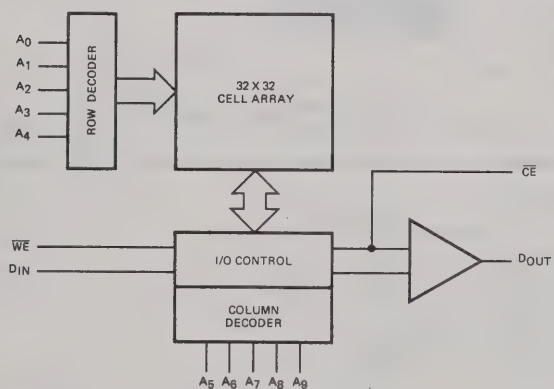 A0
A1
A2
A3
A4
ROW DECODER
32 X 32
CELL ARRAY
CE
WE
DIN
I/O CONTROL
DOUT
COLUMN
DECODER
A5 A6 A7 A8 A9